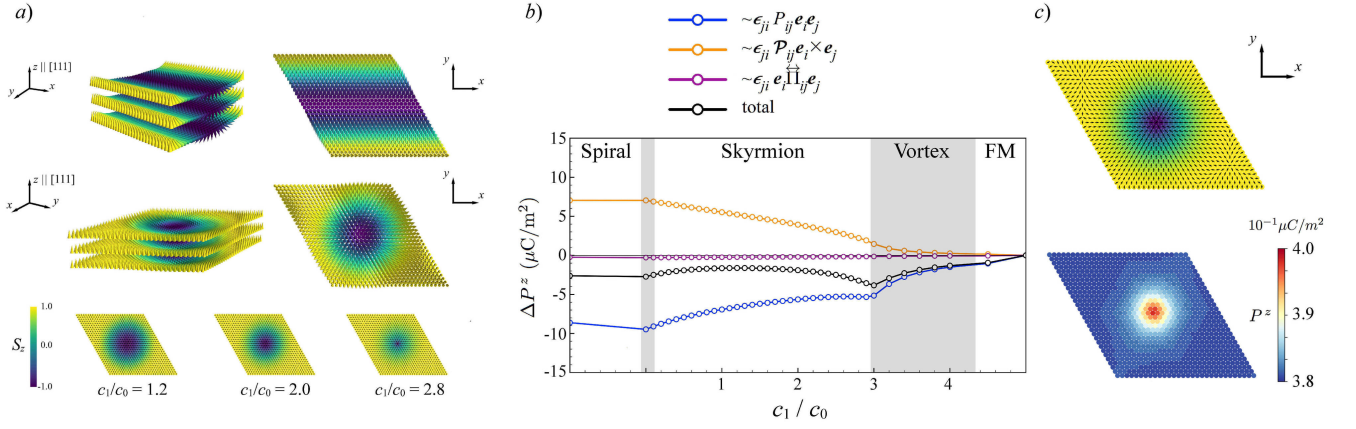 a)
z || [111]
y
x
y
x
z || [111]
x
y
y
x
1.0
S_z
0.0
-1.0
c₁/c₀ = 1.2
c₁/c₀ = 2.0
c₁/c₀ = 2.8
b)
~ϵ_ji P_ij e_i e_j
~ϵ_ji 𝓟_ij e_i × e_j
~ϵ_ji e_i Π⃡_ij e_j
total
Spiral
Skyrmion
Vortex
FM
15
10
5
0
-5
-10
-15
ΔP^z (μC/m²)
1
2
3
4
c₁ / c₀
c)
y
x
10⁻¹ μC/m²
4.0
P^z
3.9
3.8